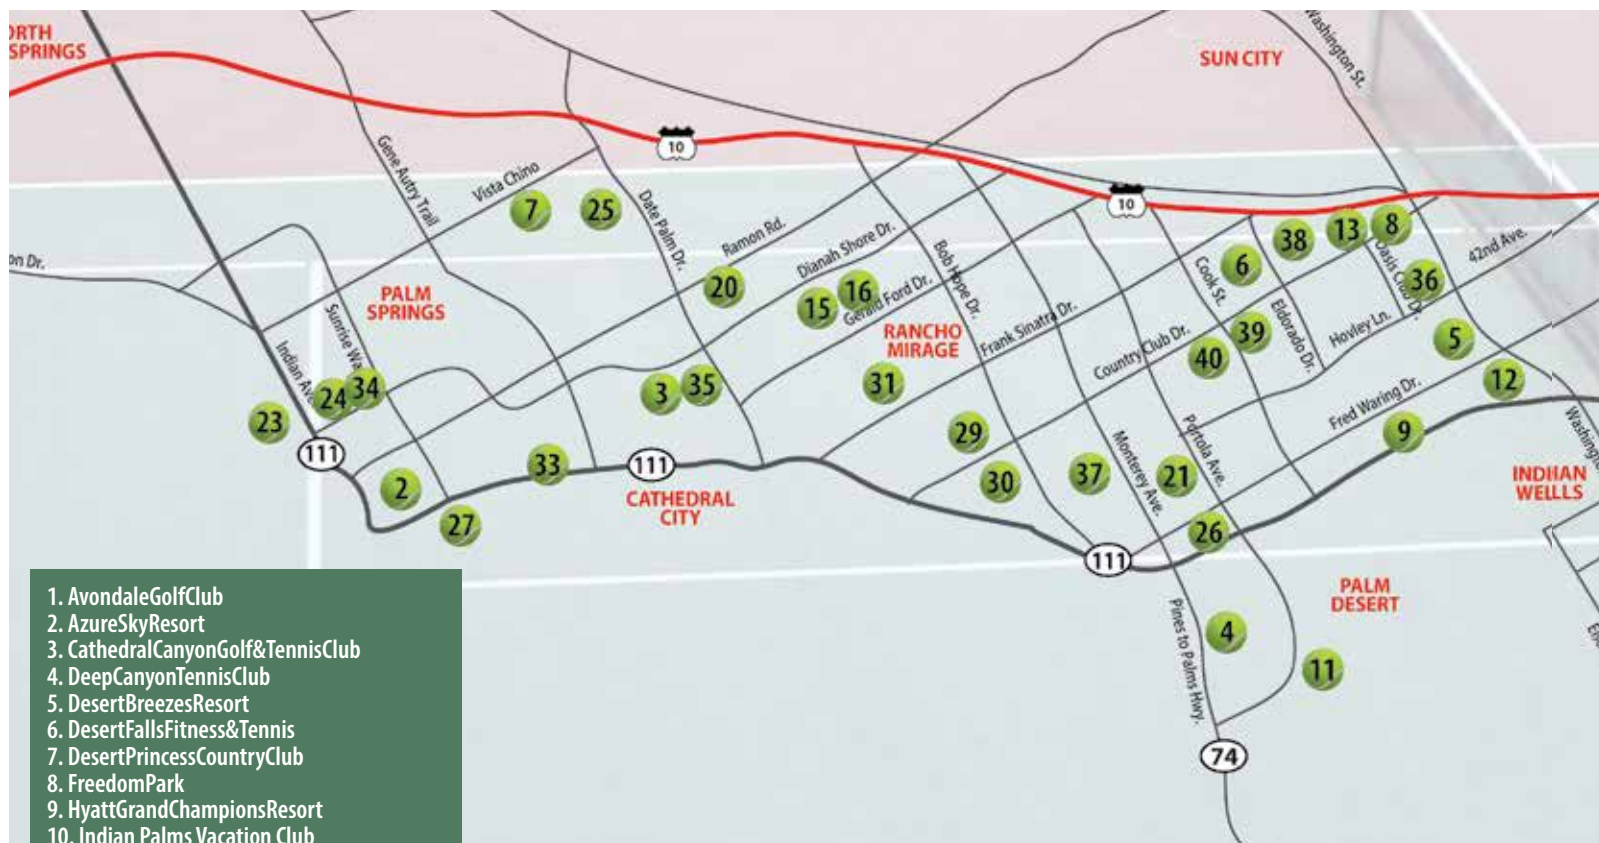 ORTH
SPRINGS
SUN CITY
Washington St.
10
Gene Autry Trail
Vista Chino
7
25
Date Palm Dr.
Ramon Rd.
Dianah Shore Dr.
10
Bob Hope Dr.
38
13
8
Oasis Club Dr.
42nd Ave.
on Dr.
PALM
SPRINGS
20
15
16
Gerald Ford Dr.
Cook St.
6
36
Sunrise Wa
RANCHO
MIRAGE
Frank Sinatra Dr.
Country Club Dr.
39
Eldorado Dr.
Hovley Ln.
5
40
Indian Ave
24
34
3
35
31
12
23
Fred Waring Dr.
9
Washingt
111
33
111
29
Monterey Ave.
Portola Ave.
2
CATHEDRAL
CITY
30
37
21
INDIIAN
WELLLS
27
26
111
PALM
DESERT
Pines to Palms Hwy.
4
11
74
1. AvondaleGolfClub
2. AzureSkyResort
3. CathedralCanyonGolf&TennisClub
4. DeepCanyonTennisClub
5. DesertBreezesResort
6. DesertFallsFitness&Tennis
7. DesertPrincessCountryClub
8. FreedomPark
9. HyattGrandChampionsResort
10. Indian Palms Vacation Club